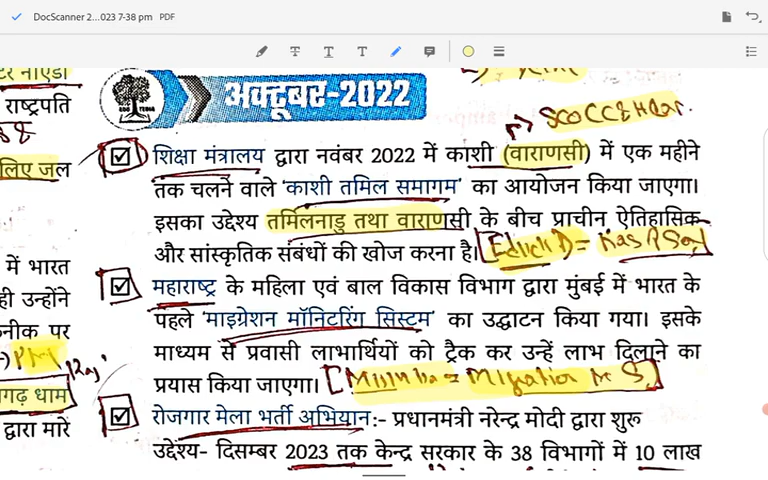 DocScanner 2...023 7-38 pm PDF
राष्ट्रपति
लिए जल
में भारत
ही उन्होंने
नीक पर
गढ़ धाम
द्वारा मारे
अक्टूबर-2022
शिक्षा मंत्रालय द्वारा नवंबर 2022 में काशी (वाराणसी) में एक महीने
तक चलने वाले 'काशी तमिल समागम' का आयोजन किया जाएगा।
इसका उद्देश्य तमिलनाडु तथा वाराणसी के बीच प्राचीन ऐतिहासिक
और सांस्कृतिक संबंधों की खोज करना है।
महाराष्ट्र के महिला एवं बाल विकास विभाग द्वारा मुंबई में भारत के
पहले 'माइग्रेशन मॉनिटरिंग सिस्टम' का उद्घाटन किया गया। इसके
माध्यम से प्रवासी लाभार्थियों को ट्रैक कर उन्हें लाभ दिलाने का
प्रयास किया जाएगा।
रोजगार मेला भर्ती अभियान:- प्रधानमंत्री नरेन्द्र मोदी द्वारा शुरू
उद्देश्य- दिसम्बर 2023 तक केन्द्र सरकार के 38 विभागों में 10 लाख